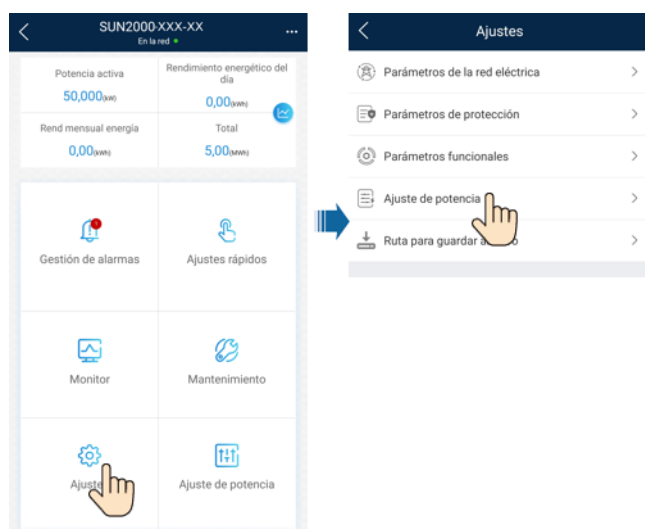 SUN2000-XXX-XX
En la red
...
Potencia activa
50,000(kW)
Rendimiento energético del
día
0,00(kWh)
Rend mensual energía
0,00(kWh)
Total
5,00(MWh)
Gestión de alarmas
Ajustes rápidos
Monitor
Mantenimiento
Ajuste de potencia
Ajustes
Parámetros de la red eléctrica
Parámetros de protección
Parámetros funcionales
Ajuste de potencia
Ruta para guardar